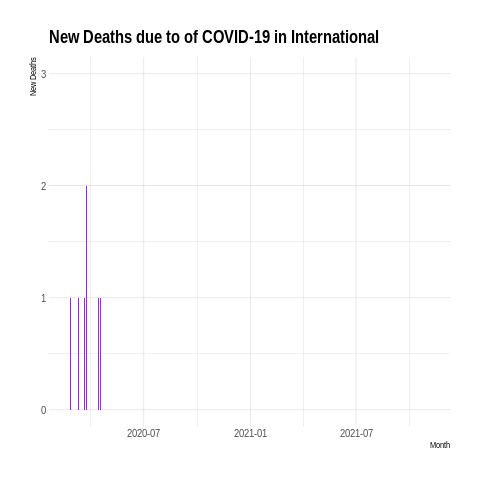 New Deaths due to of COVID-19 in International
New Deaths
3
2
1
0
2020-07 2021-01 2021-07
Month